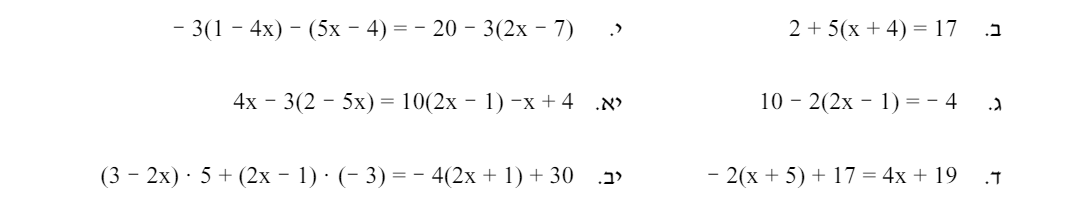 ב. 2 + 5(x + 4) = 17
י. − 3(1 − 4x) − (5x − 4) = − 20 − 3(2x − 7)
ג. 10 − 2(2x − 1) = − 4
יא. 4x − 3(2 − 5x) = 10(2x − 1) −x + 4
ד. − 2(x + 5) + 17 = 4x + 19
יב. (3 − 2x) · 5 + (2x − 1) · (− 3) = − 4(2x + 1) + 30